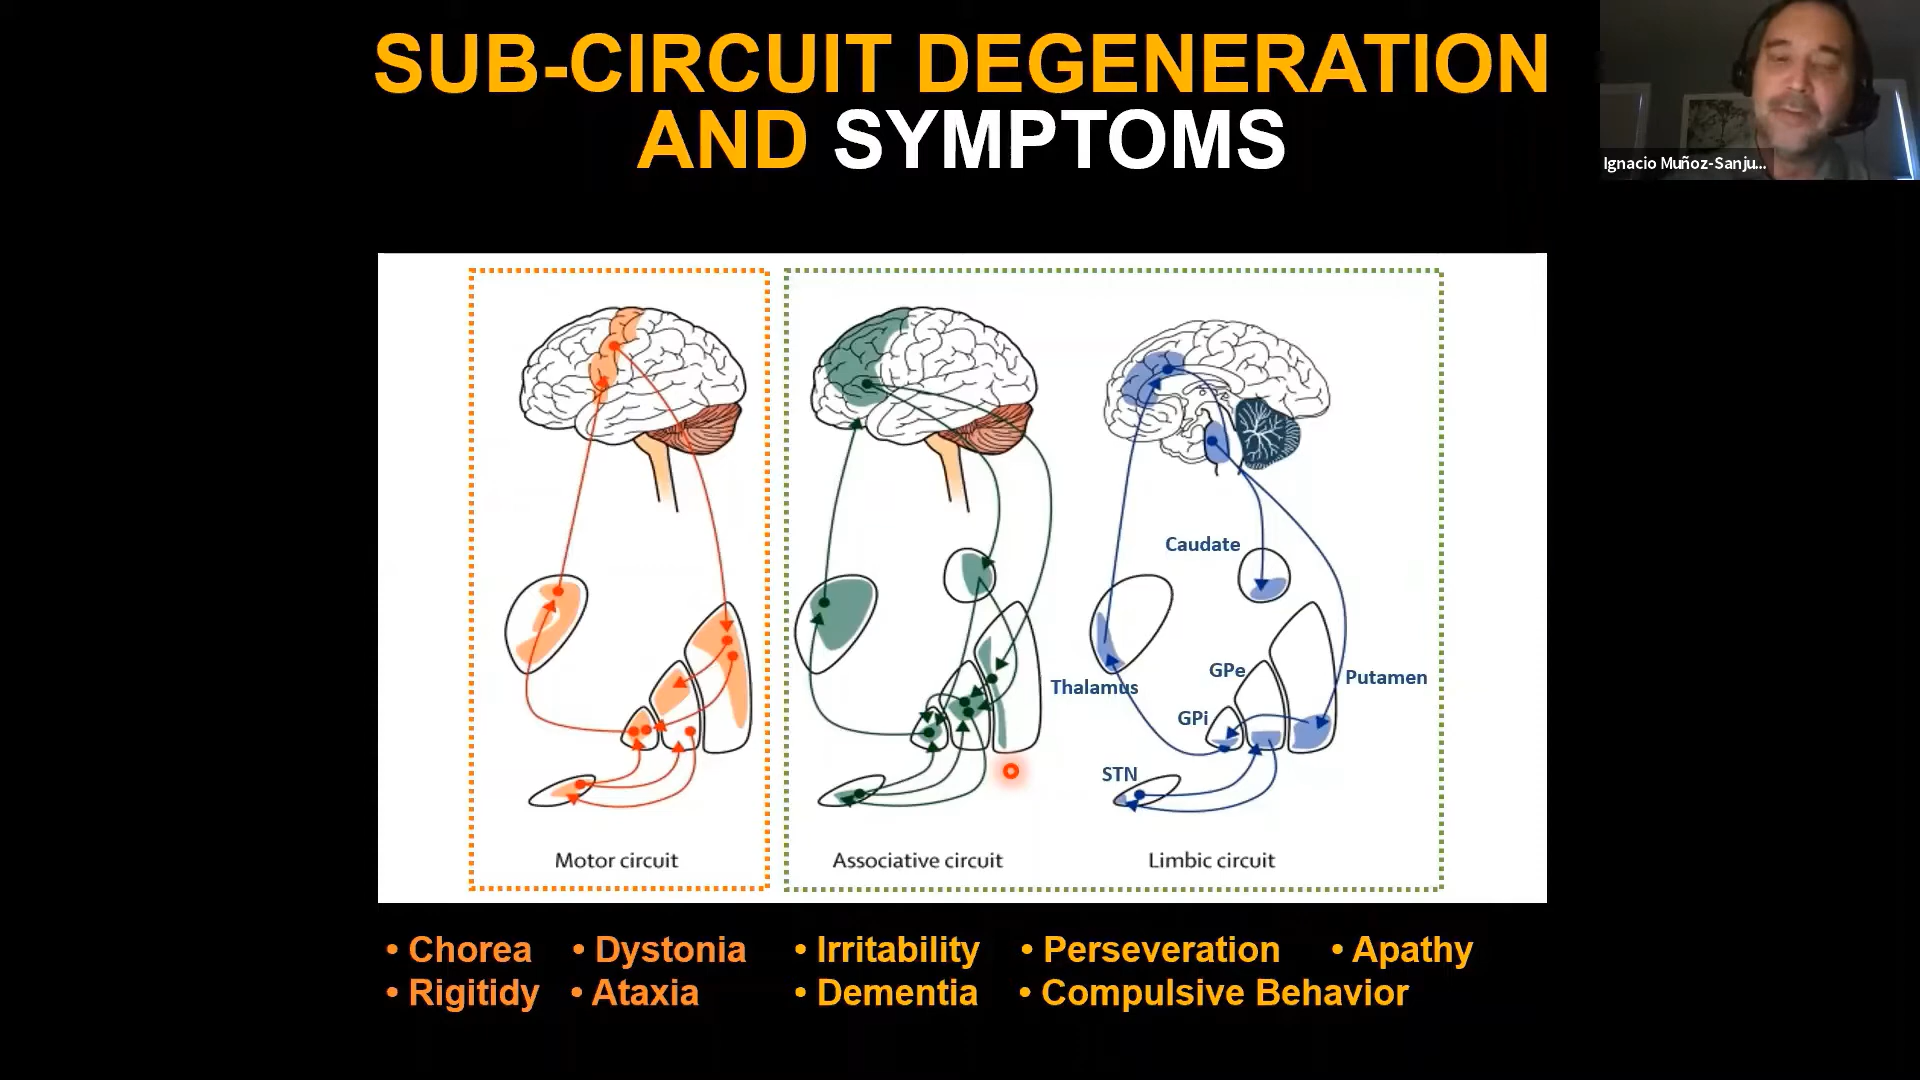 SUB-CIRCUIT DEGENERATION
AND SYMPTOMS
Ignacio Muñoz-Sanju...
Caudate
Thalamus
GPe
Putamen
GPi
STN
Motor circuit
Associative circuit
Limbic circuit
• Chorea • Dystonia • Irritability • Perseveration • Apathy
• Rigitidy • Ataxia • Dementia • Compulsive Behavior